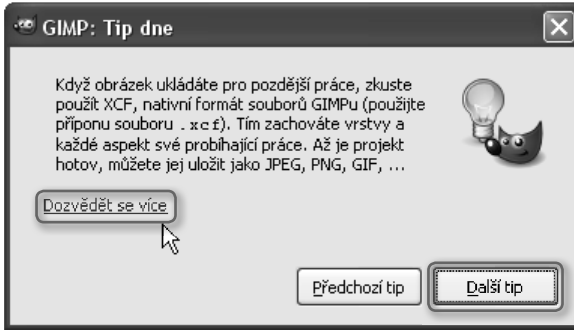 GIMP: Tip dne
Když obrázek ukládáte pro pozdější práce, zkuste
použít XCF, nativní formát souborů GIMPu (použijte
příponu souboru .xcf). Tím zachováte vrstvy a
každé aspekt své probíhající práce. Až je projekt
hotov, můžete jej uložit jako JPEG, PNG, GIF, ...
Dozvědět se více
Předchozí tip
Další tip